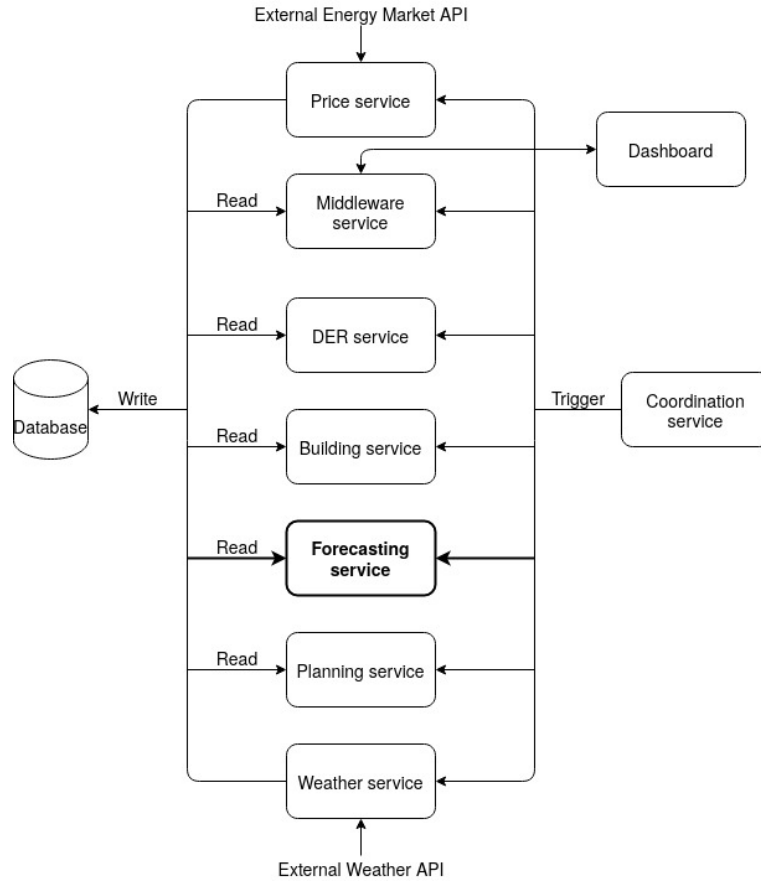 External Energy Market API
Price service
Dashboard
Read
Middleware
service
Read
DER service
Database
Write
Trigger
Coordination
service
Read
Building service
Read
Forecasting
service
Read
Planning service
Weather service
External Weather API